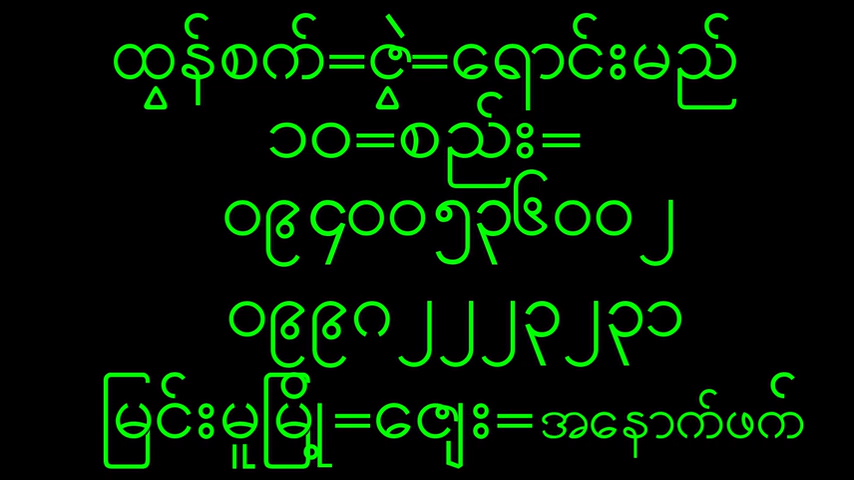 ထွန်စက်=ဇွဲ=ရောင်းမည်
၁၀=စည်း=
၀၉၄၀၀၅၃၆၀၀၂
၀၉၉၈၂၂၂၃၂၃၁
မြင်းမူမြို့=ဈေး=အနောက်ဖက်